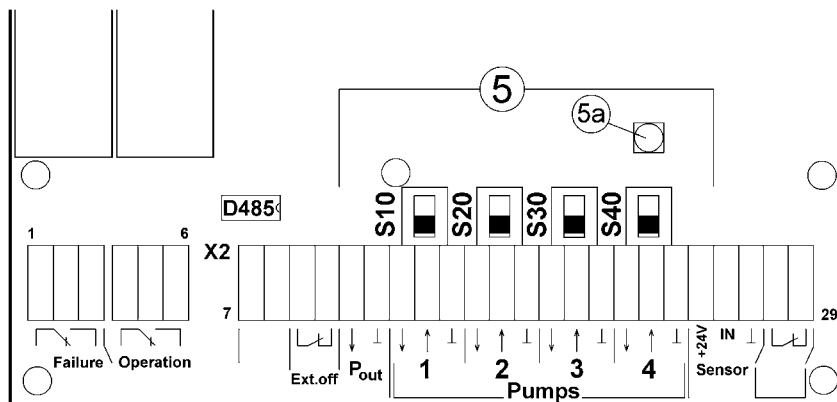 5
5a
D485
S10 S20 S30 S40
1 6 X2 7 29
Failure Operation
Ext.off Pout 1 2 3 4 +24V IN
Sensor
Pumps